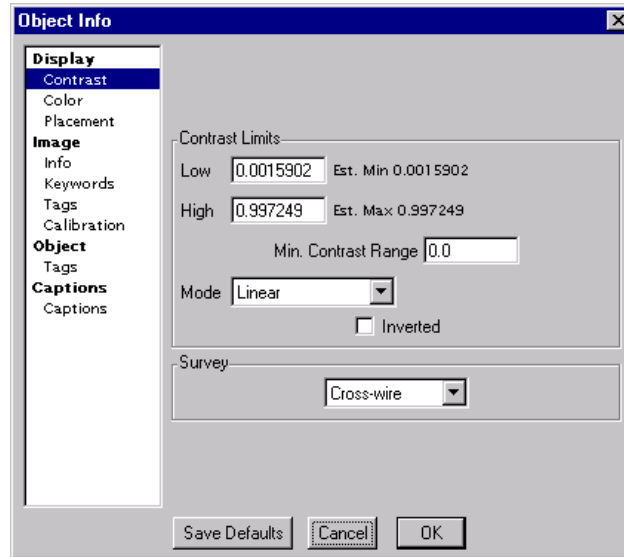 Object Info
Display
Contrast
Color
Placement
Image
Info
Keywords
Tags
Calibration
Object
Tags
Captions
Captions
Contrast Limits
Low 0.0015902 Est. Min 0.0015902
High 0.997249 Est. Max 0.997249
Min. Contrast Range 0.0
Mode Linear
Inverted
Survey
Cross-wire
Save Defaults Cancel OK